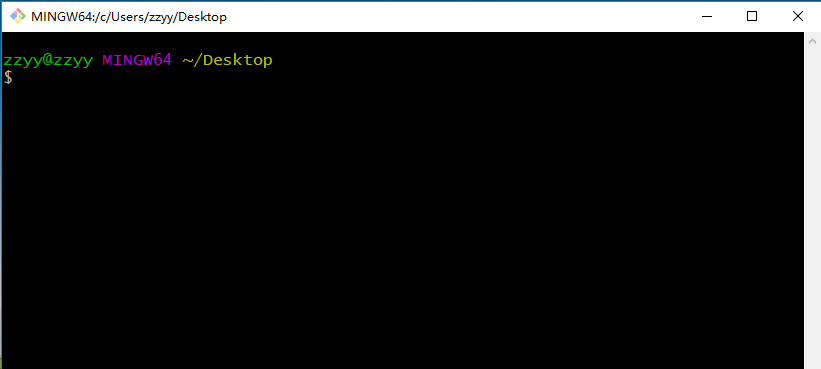 MINGW64:/c/Users/zzyy/Desktop
zzyy@zzyy MINGW64 ~/Desktop
$